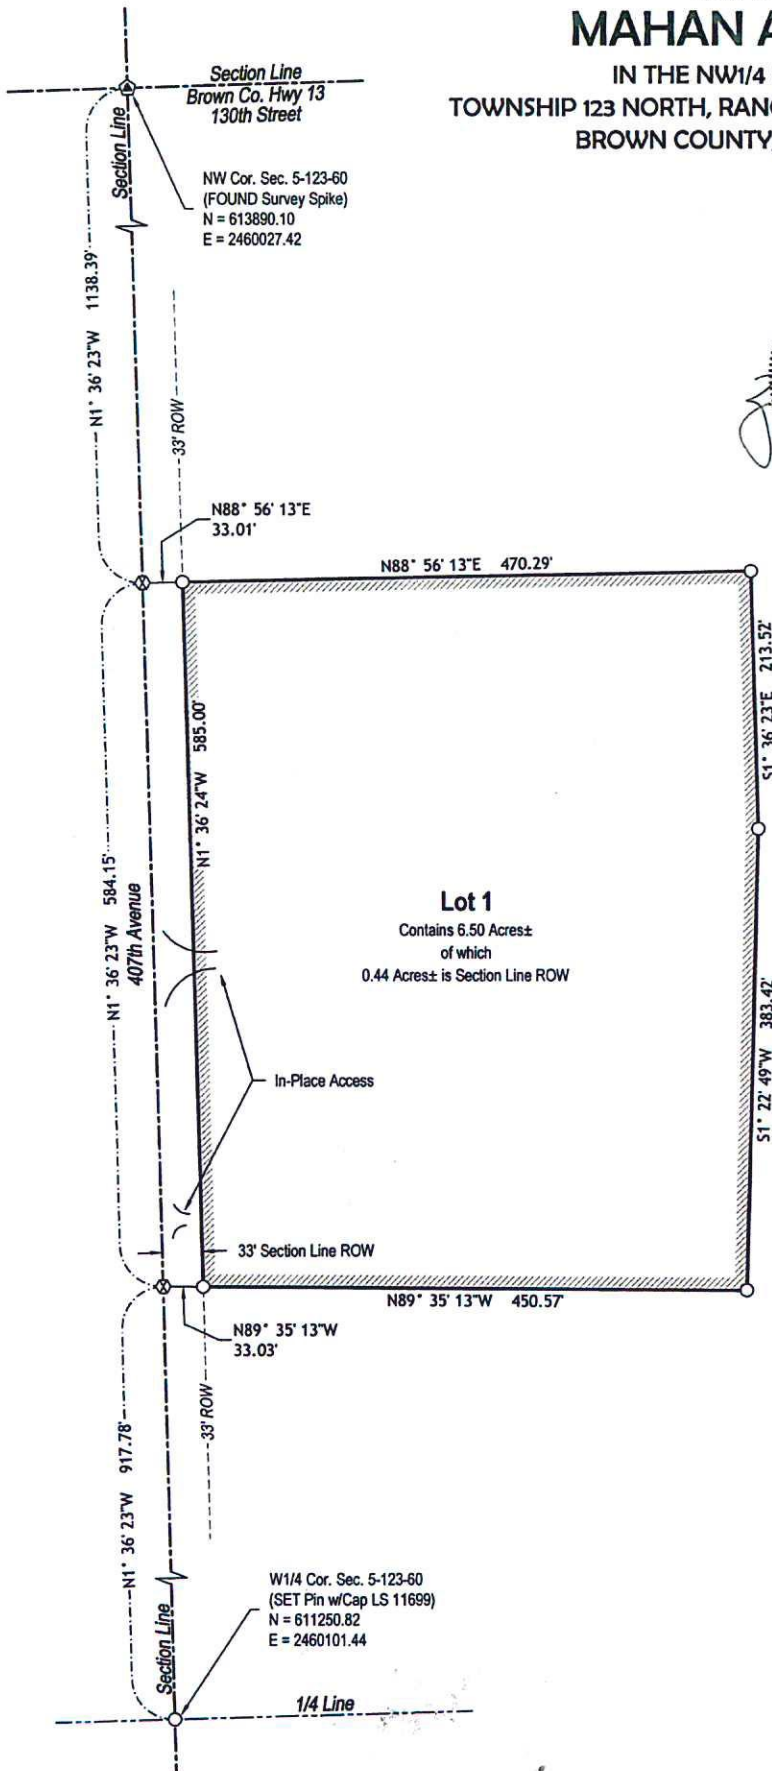 MAHAN A
IN THE NW1/4
TOWNSHIP 123 NORTH,
BROWN COUNTY,
Section Line
Brown Co. Hwy 13
130th Street
Section Line
NW Cor. Sec. 5-123-60
(FOUND Survey Spike)
N = 613890.10
E = 2460027.42
N1° 36' 23"W 1138.39'
33' ROW
N88° 56' 13"E
33.01'
N88° 56' 13"E 470.29'
S1° 36' 23"E 213.52'
N1° 36' 24"W 585.00'
N1° 36' 23"W 584.15'
407th Avenue
Lot 1
Contains 6.50 Acres±
of which
0.44 Acres± is Section Line ROW
S1° 22' 49"W 383.42'
In-Place Access
33' Section Line ROW
N89° 35' 13"W 450.57'
N89° 35' 13"W
33.03'
33' ROW
N1° 36' 23"W 917.78'
W1/4 Cor. Sec. 5-123-60
(SET Pin w/Cap LS 11699)
N = 611250.82
E = 2460101.44
Section Line
1/4 Line